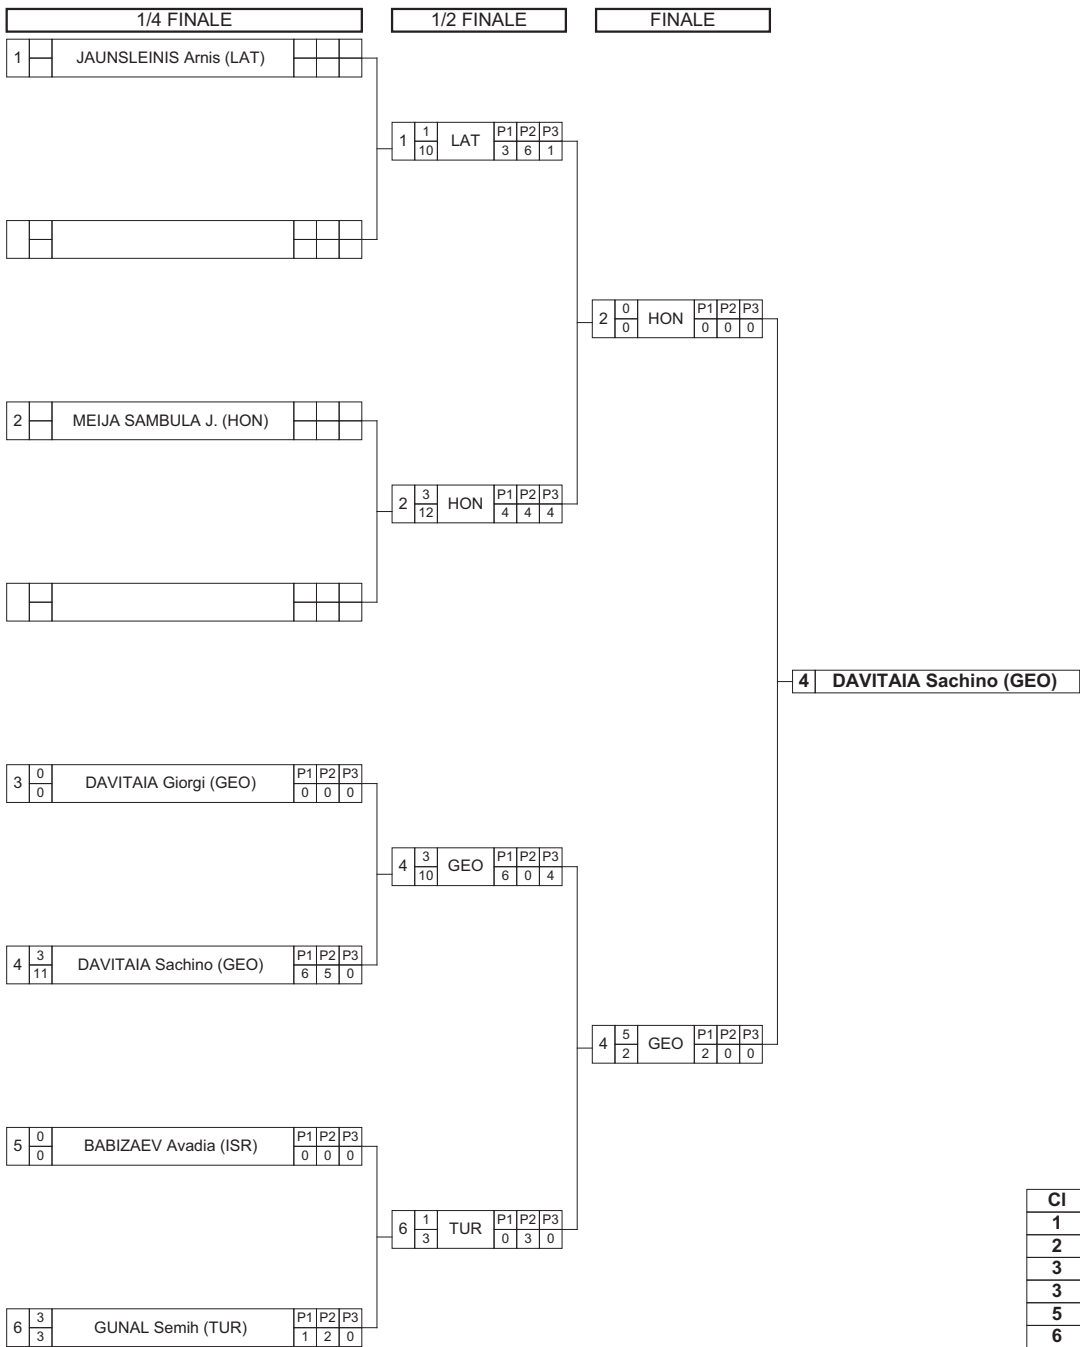 1/4 FINALE 1/2 FINALE FINALE
1 JAUNSLEINIS Arnis (LAT)
1 1 LAT P1 P2 P3
10 3 6 1
2 0 HON P1 P2 P3
0 0 0 0
2 MEIJA SAMBULA J. (HON)
2 3 HON P1 P2 P3
12 4 4 4
4 DAVITAIA Sachino (GEO)
3 0 DAVITAIA Giorgi (GEO) P1 P2 P3
0 0 0 0
4 3 GEO P1 P2 P3
10 6 0 4
4 3 DAVITAIA Sachino (GEO) P1 P2 P3
11 6 5 0
4 5 GEO P1 P2 P3
2 2 0 0
5 0 BABIZAEV Avadia (ISR) P1 P2 P3
0 0 0 0
6 1 TUR P1 P2 P3
3 0 3 0
Cl
1
2
3
3
5
6
6 3 GUNAL Semih (TUR) P1 P2 P3
3 1 2 0